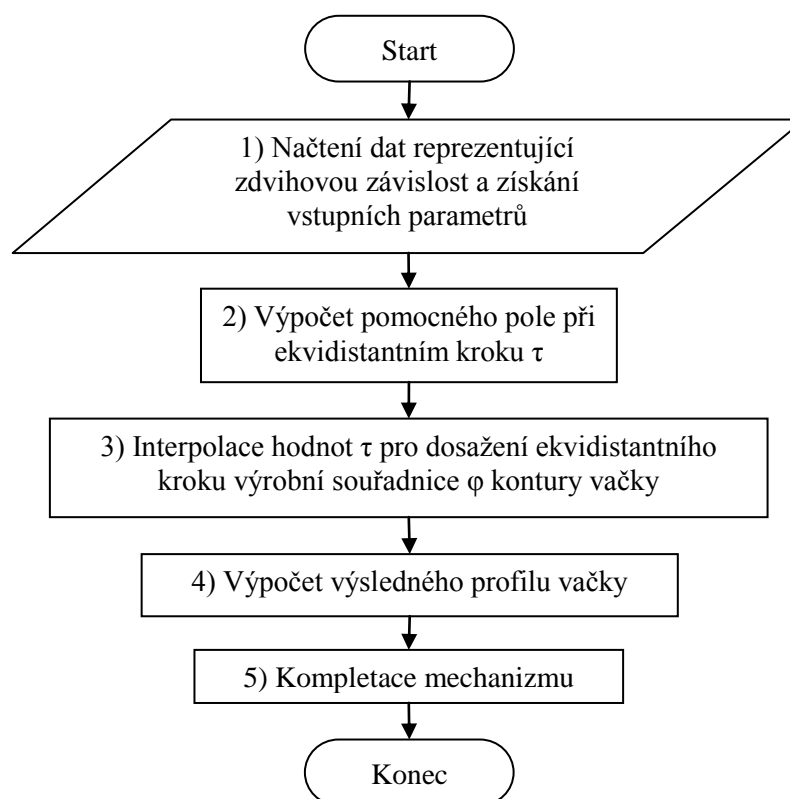 Start
1) Načtení dat reprezentující
zdvihovou závislost a získání
vstupních parametrů
2) Výpočet pomocného pole při
ekvidistantním kroku τ
3) Interpolace hodnot τ pro dosažení ekvidistantního
kroku výrobní souřadnice φ kontury vačky
4) Výpočet výsledného profilu vačky
5) Kompletace mechanizmu
Konec